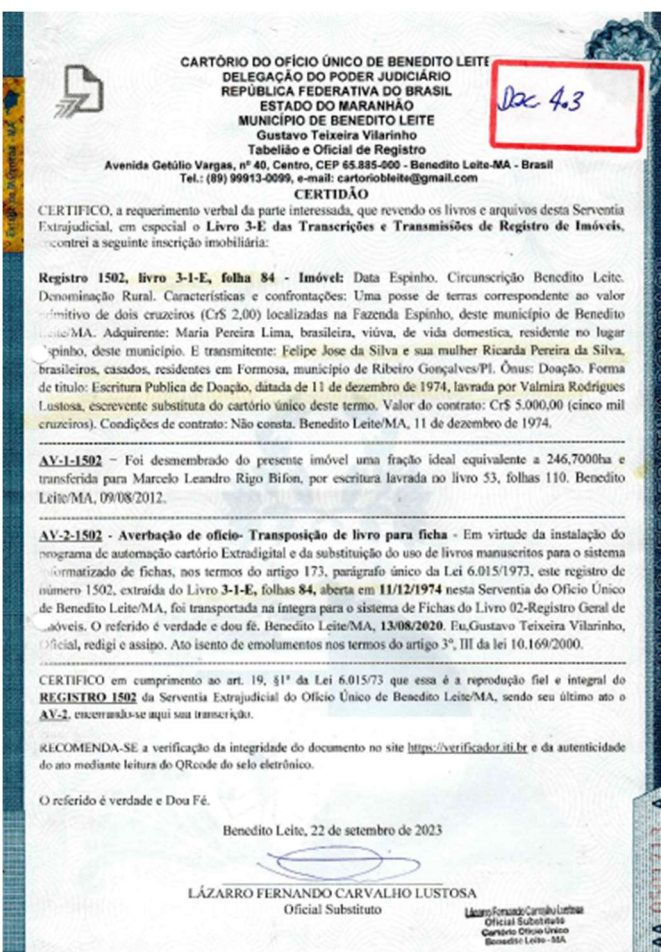 CARTÓRIO DO OFÍCIO ÚNICO DE BENEDITO LEITE
DELEGAÇÃO DO PODER JUDICIÁRIO
REPÚBLICA FEDERATIVA DO BRASIL
ESTADO DO MARANHÃO
MUNICÍPIO DE BENEDITO LEITE
Gustavo Teixeira Vilarinho
Tabelião e Oficial de Registro
Avenida Getúlio Vargas, nº 40, Centro, CEP 65.885-000 - Benedito Leite-MA - Brasil
Tel.: (89) 99913-0099, e-mail: cartoriobleite@gmail.com
Doc 4.3
CERTIDÃO
CERTIFICO, a requerimento verbal da parte interessada, que revendo os livros e arquivos desta Serventia
Extrajudicial, em especial o Livro 3-E das Transcrições e Transmissões de Registro de Imóveis,
encontrei a seguinte inscrição imobiliária:
Registro 1502, livro 3-1-E, folha 84 - Imóvel: Data Espinho. Circunscrição Benedito Leite.
Denominação Rural. Características e confrontações: Uma posse de terras correspondente ao valor
primitivo de dois cruzeiros (Cr$ 2,00) localizadas na Fazenda Espinho, deste município de Benedito
Leite/MA. Adquirente: Maria Pereira Lima, brasileira, viúva, de vida domestica, residente no lugar
Espinho, deste município. E transmitente: Felipe Jose da Silva e sua mulher Ricarda Pereira da Silva,
brasileiros, casados, residentes em Formosa, município de Ribeiro Gonçalves/PI. Ônus: Doação. Forma
de titulo: Escritura Publica de Doação, datada de 11 de dezembro de 1974, lavrada por Valmira Rodrigues
Lustosa, escrevente substituta do cartório único deste termo. Valor do contrato: Cr$ 5.000,00 (cinco mil
cruzeiros). Condições de contrato: Não consta. Benedito Leite/MA, 11 de dezembro de 1974.
AV-1-1502 – Foi desmembrado do presente imóvel uma fração ideal equivalente a 246,7000ha e
transferida para Marcelo Leandro Rigo Bifon, por escritura lavrada no livro 53, folhas 110. Benedito
Leite/MA, 09/08/2012.
AV-2-1502 - Averbação de oficio- Transposição de livro para ficha - Em virtude da instalação do
programa de automação cartório Extradigital e da substituição do uso de livros manuscritos para o sistema
informatizado de fichas, nos termos do artigo 173, parágrafo único da Lei 6.015/1973, este registro de
número 1502, extraída do Livro 3-1-E, folhas 84, aberta em 11/12/1974 nesta Serventia do Ofício Único
de Benedito Leite/MA, foi transportada na íntegra para o sistema de Fichas do Livro 02-Registro Geral de
Imóveis. O referido é verdade e dou fé. Benedito Leite/MA, 13/08/2020. Eu,Gustavo Teixeira Vilarinho,
Oficial, redigi e assino. Ato isento de emolumentos nos termos do artigo 3º, III da lei 10.169/2000.
CERTIFICO em cumprimento ao art. 19, §1º da Lei 6.015/73 que essa é a reprodução fiel e integral do
REGISTRO 1502 da Serventia Extrajudicial do Ofício Único de Benedito Leite/MA, sendo seu último ato o
AV-2, encerrando-se aqui sua transcrição.
RECOMENDA-SE a verificação da integridade do documento no site https://verificador.iti.br e da autenticidade
do ato mediante leitura do QRcode do selo eletrônico.
O referido é verdade e Dou Fé.
Benedito Leite, 22 de setembro de 2023
LÁZARRO FERNANDO CARVALHO LUSTOSA
Oficial Substituto
Lázarro Fernando Carvalho Lustosa
Oficial Substituto
Cartório Ofício Único
Benedito Leite - MA